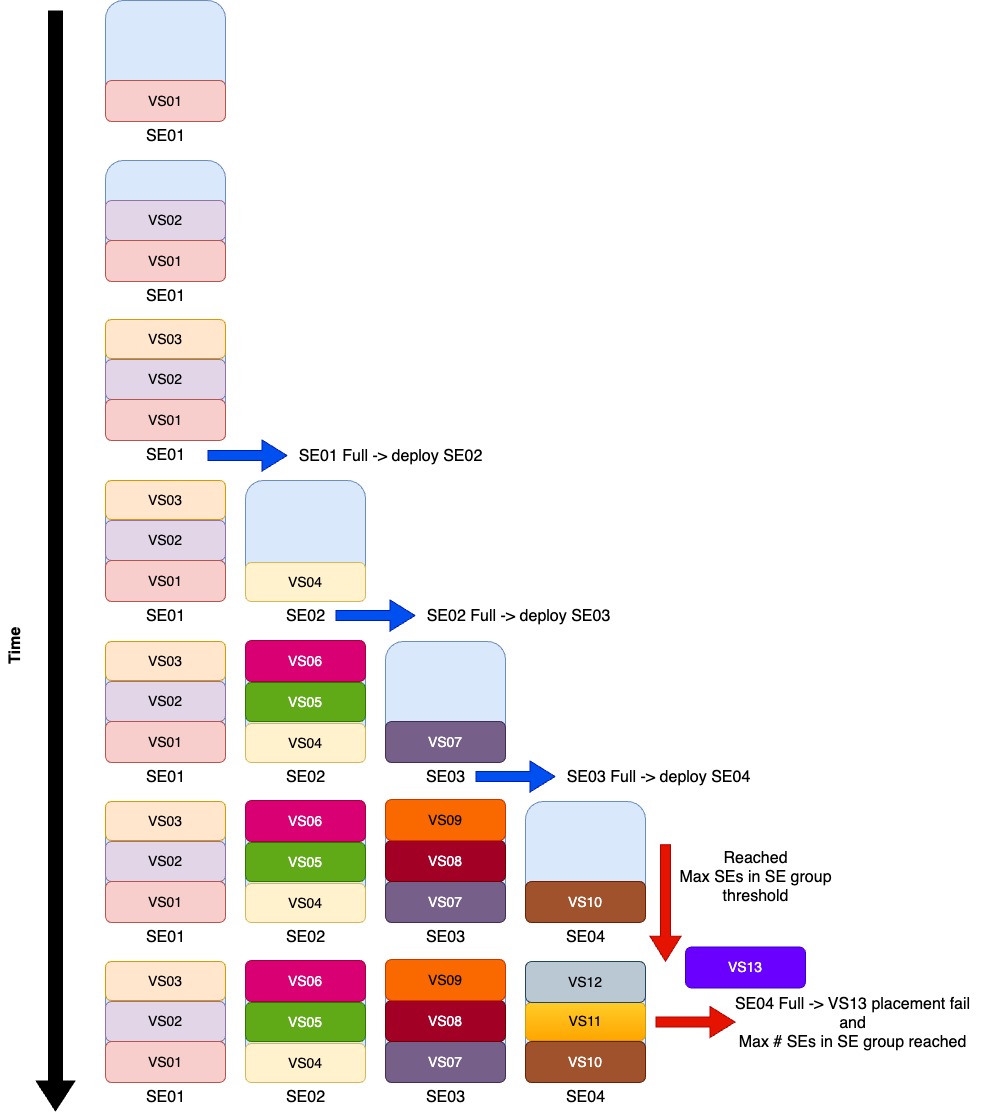 VS01
SE01
VS02
VS01
SE01
VS03
VS02
VS01
SE01
SE01 Full -> deploy SE02
VS03
VS02
VS01
VS04
SE01
SE02
SE02 Full -> deploy SE03
Time
VS03
VS06
VS02
VS05
VS01
VS04
VS07
SE01
SE02
SE03
SE03 Full -> deploy SE04
VS03
VS06
VS09
VS02
VS05
VS08
VS01
VS04
VS07
VS10
SE01
SE02
SE03
SE04
Reached
Max SEs in SE group
threshold
VS13
VS03
VS06
VS09
VS12
VS02
VS05
VS08
VS11
VS01
VS04
VS07
VS10
SE01
SE02
SE03
SE04
SE04 Full -> VS13 placement fail
and
Max # SEs in SE group reached